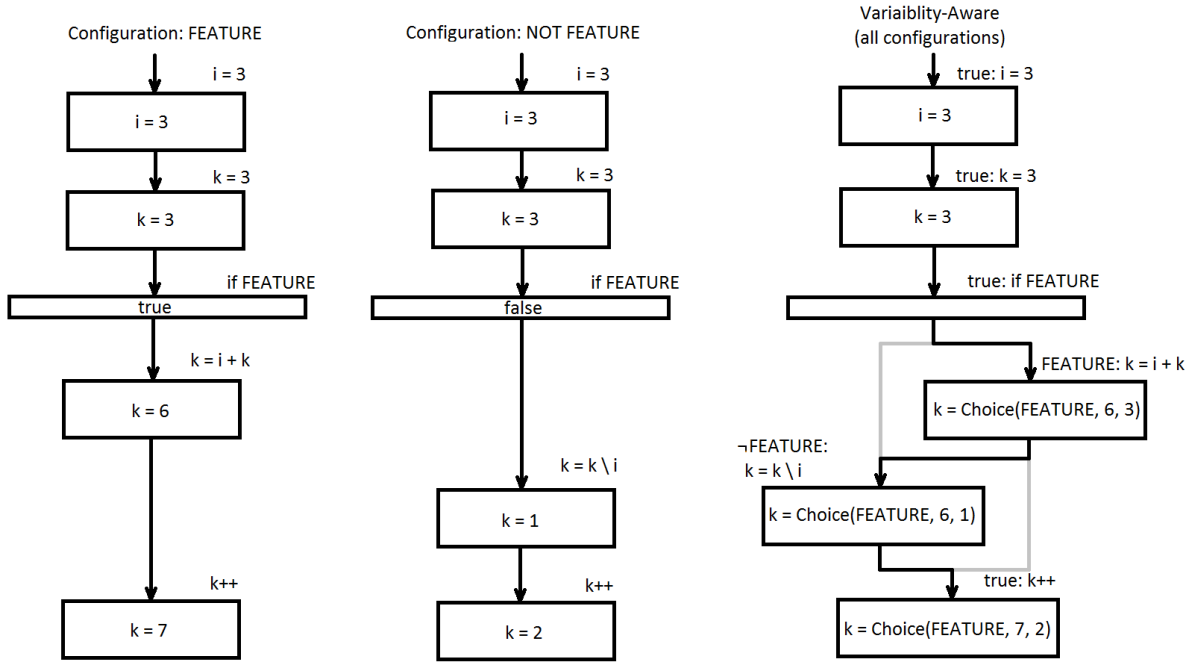 Configuration: FEATURE
i = 3
i = 3
k = 3
k = 3
if FEATURE
true
k = i + k
k = 6
k++
k = 7
Configuration: NOT FEATURE
i = 3
i = 3
k = 3
k = 3
if FEATURE
false
k = k \ i
k = 1
k++
k = 2
Variaiblity-Aware
(all configurations)
true: i = 3
i = 3
true: k = 3
k = 3
true: if FEATURE
FEATURE: k = i + k
k = Choice(FEATURE, 6, 3)
¬FEATURE:
k = k \ i
k = Choice(FEATURE, 6, 1)
true: k++
k = Choice(FEATURE, 7, 2)